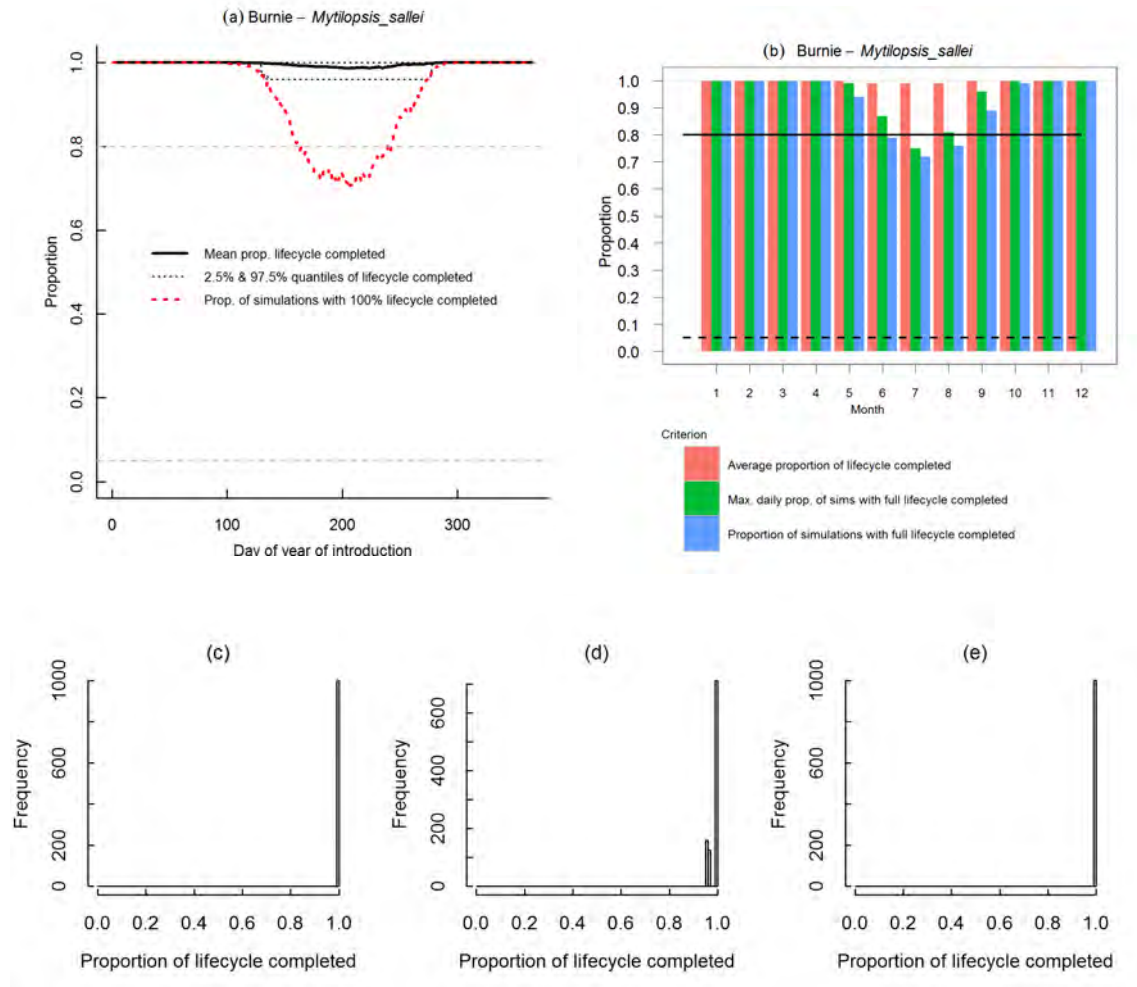 (a) Burnie – Mytilopsis_sallei
Proportion
1.0
0.8
0.6
0.4
0.2
0.0
Mean prop. lifecycle completed
2.5% & 97.5% quantiles of lifecycle completed
Prop. of simulations with 100% lifecycle completed
0 100 200 300
Day of year of introduction
(b) Burnie – Mytilopsis_sallei
Proportion
1.0
0.9
0.8
0.7
0.6
0.5
0.4
0.3
0.2
0.1
0.0
1 2 3 4 5 6 7 8 9 10 11 12
Month
Criterion
Average proportion of lifecycle completed
Max. daily prop. of sims with full lifecycle completed
Proportion of simulations with full lifecycle completed
(c)
Frequency
1000
600
200
0
0.0 0.2 0.4 0.6 0.8 1.0
Proportion of lifecycle completed
(d)
Frequency
600
400
200
0
0.0 0.2 0.4 0.6 0.8 1.0
Proportion of lifecycle completed
(e)
Frequency
1000
600
200
0
0.0 0.2 0.4 0.6 0.8 1.0
Proportion of lifecycle completed